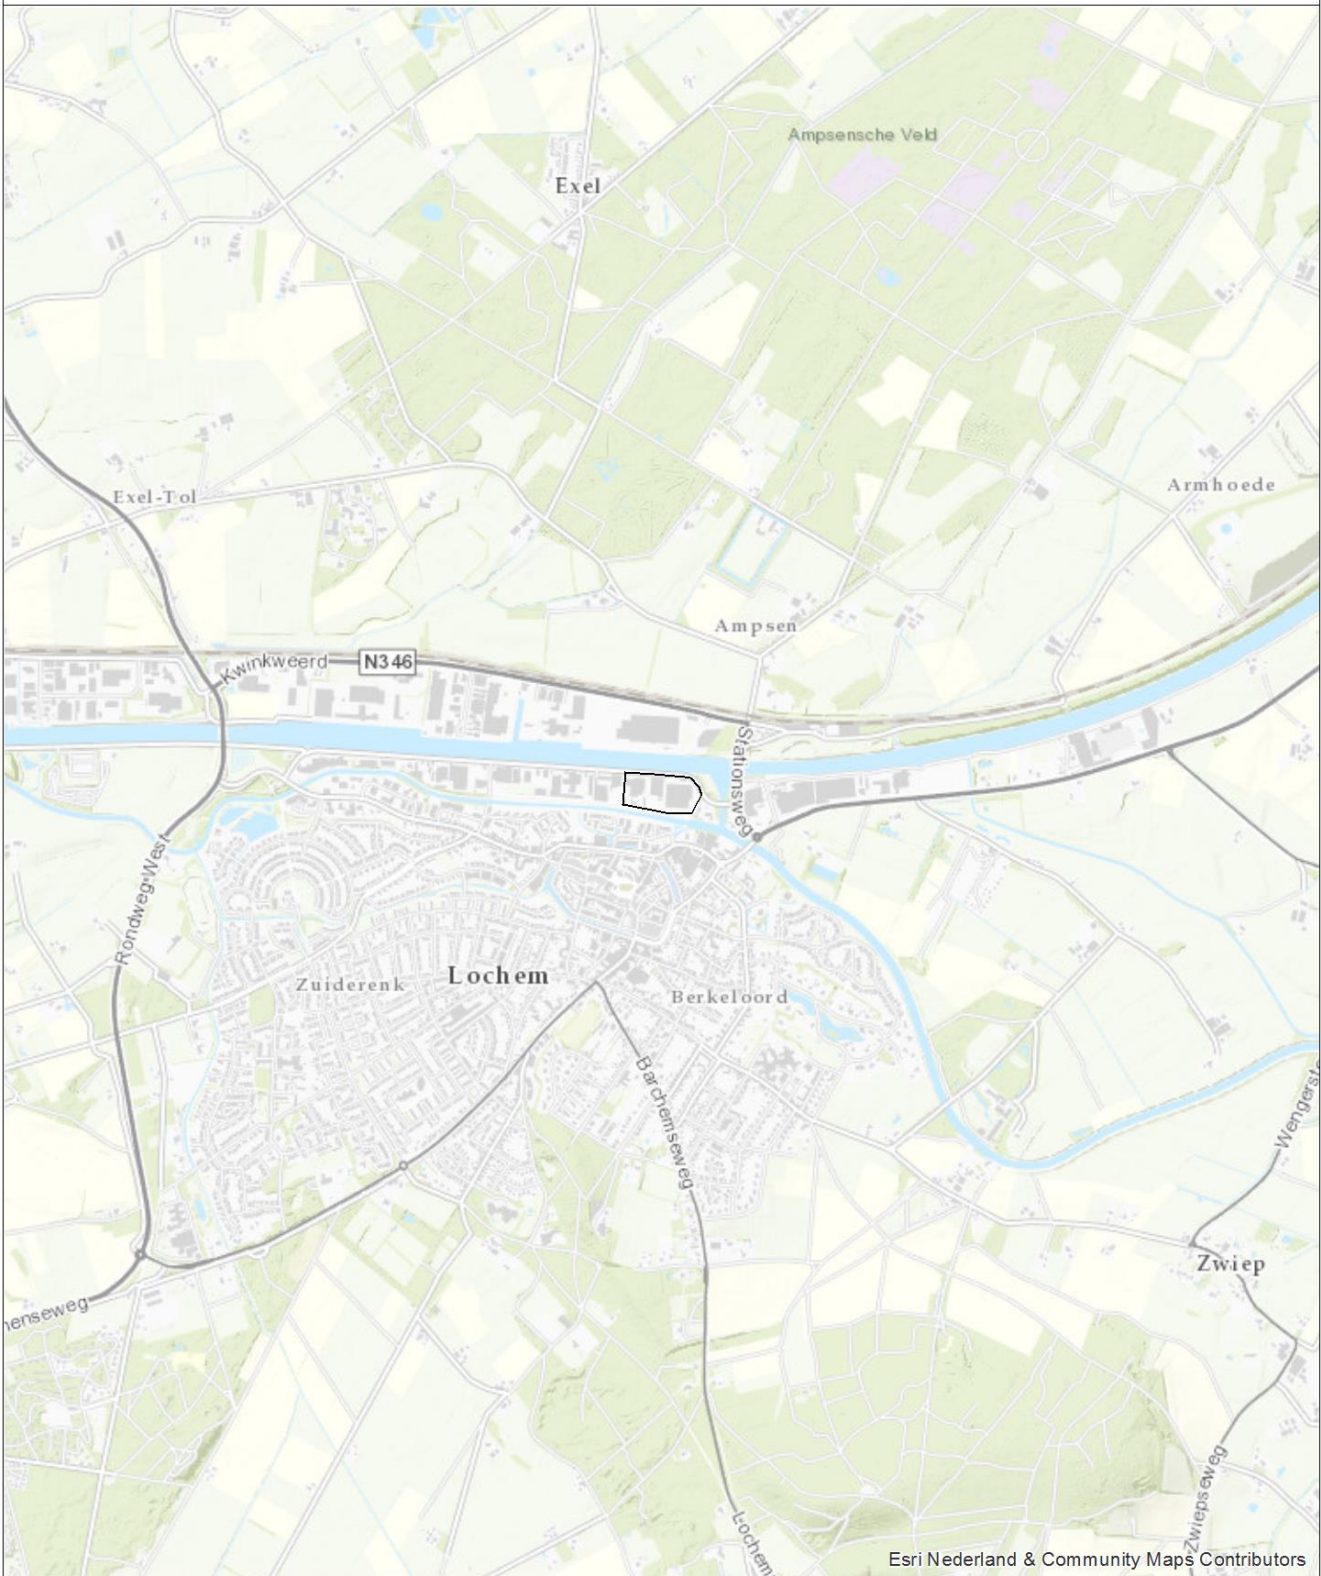 Ampsensche Veld
Exel
Armhoede
Exel-Tol
Ampsen
Kwinkweerd
N346
Stationsweg
Rondweg-West
Zuiderenk
Lochem
Berkeloord
Barchemseweg
Wengerst
Zwiep
henseweg
Zwiepseweg
Lochem
Esri Nederland & Community Maps Contributors